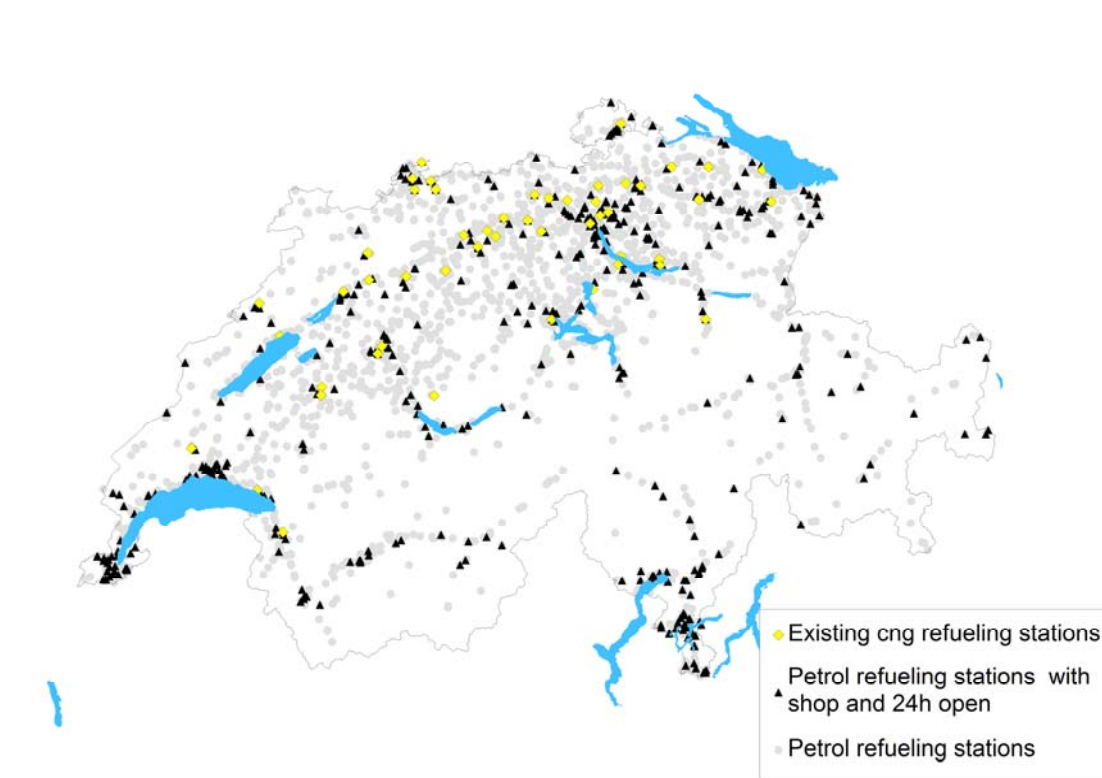 Existing cng refueling stations
Petrol refueling stations with
shop and 24h open
Petrol refueling stations